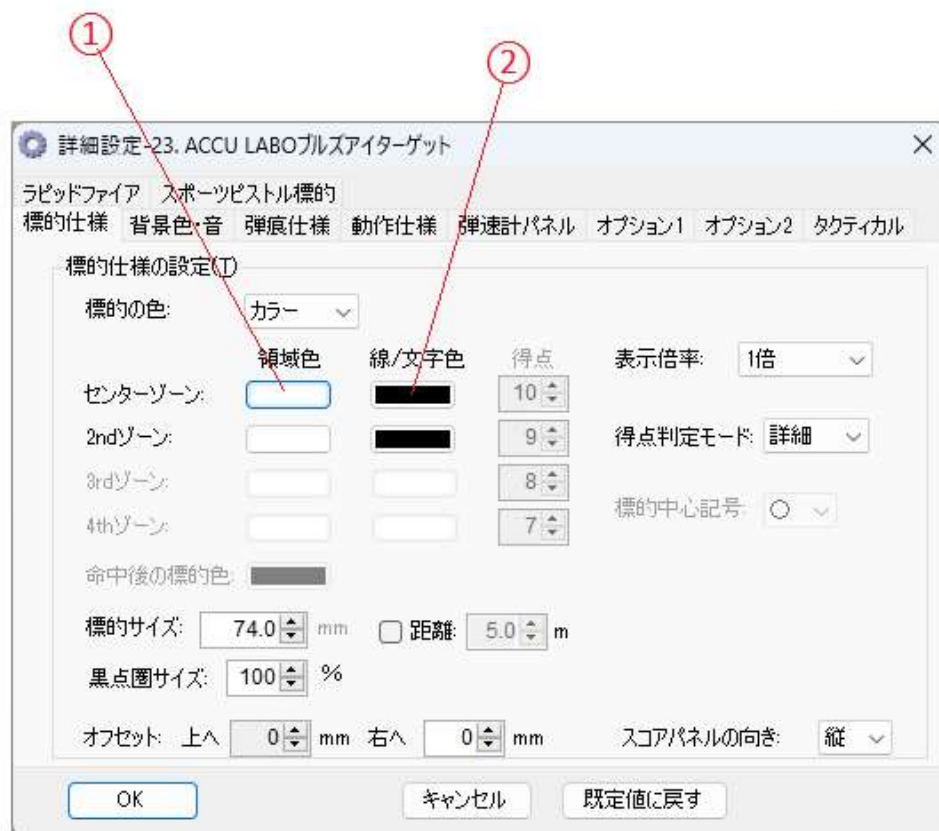 ①
②
詳細設定-23. ACCU LABOブルズアイターゲット
ラピッドファイア スポーツピストル標的
標的仕様 背景色・音 弾痕仕様 動作仕様 弾速計パネル オプション1 オプション2 タクティカル
標的仕様の設定(T)
標的の色: カラー
領域色 線/文字色 得点 表示倍率: 1倍
センターゾーン: 10
2ndゾーン: 9 得点判定モード: 詳細
3rdゾーン: 8
標的中心記号: ○
4thゾーン: 7
命中後の標的色:
標的サイズ: 74.0 mm 距離: 5.0 m
黒点圏サイズ: 100 %
オフセット: 上へ 0 mm 右へ 0 mm スコアパネルの向き: 縦
OK キャンセル 既定値に戻す